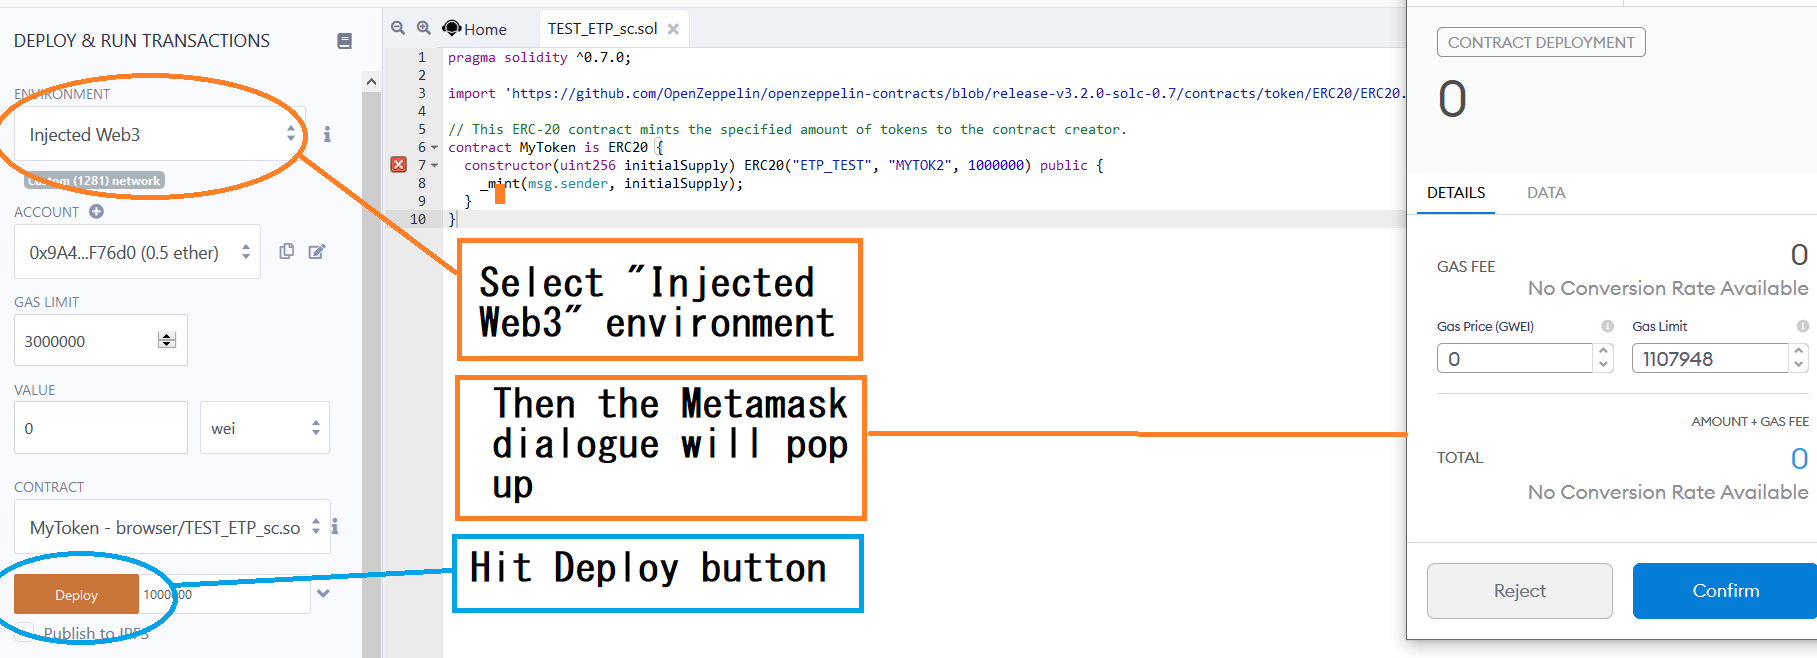 DEPLOY & RUN TRANSACTIONS
ENVIRONMENT
Injected Web3
Custom (1281) network
ACCOUNT
0x9A4...F76d0 (0.5 ether)
GAS LIMIT
3000000
VALUE
0
wei
CONTRACT
MyToken - browser/TEST_ETP_sc.so
Deploy
1000000
Publish to IPFS
Home
TEST_ETP_sc.sol
1 pragma solidity ^0.7.0;
2
3 import 'https://github.com/OpenZeppelin/openzeppelin-contracts/blob/release-v3.2.0-solc-0.7/contracts/token/ERC20/ERC20.
4
5 // This ERC-20 contract mints the specified amount of tokens to the contract creator.
6 contract MyToken is ERC20 {
7 constructor(uint256 initialSupply) ERC20("ETP_TEST", "MYTOK2", 1000000) public {
8 _mint(msg.sender, initialSupply);
9 }
10 }
Select "Injected
Web3" environment
Then the Metamask
dialogue will pop
up
Hit Deploy button
CONTRACT DEPLOYMENT
0
DETAILS
DATA
GAS FEE
0
No Conversion Rate Available
Gas Price (GWEI)
Gas Limit
0
1107948
AMOUNT + GAS FEE
TOTAL
0
No Conversion Rate Available
Reject
Confirm